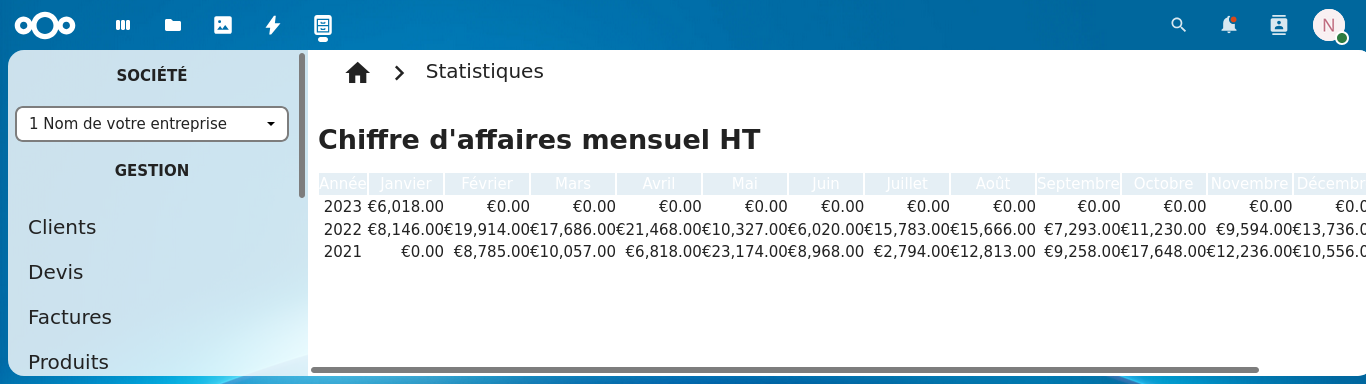 N
SOCIÉTÉ
1 Nom de votre entreprise
GESTION
Clients
Devis
Factures
Produits
Statistiques
Chiffre d'affaires mensuel HT
Année Janvier Février Mars Avril Mai Juin Juillet Août Septembre Octobre Novembre Décembr
2023 €6,018.00 €0.00 €0.00 €0.00 €0.00 €0.00 €0.00 €0.00 €0.00 €0.00 €0.00 €0.0
2022 €8,146.00 €19,914.00 €17,686.00 €21,468.00 €10,327.00 €6,020.00 €15,783.00 €15,666.00 €7,293.00 €11,230.00 €9,594.00 €13,736.0
2021 €0.00 €8,785.00 €10,057.00 €6,818.00 €23,174.00 €8,968.00 €2,794.00 €12,813.00 €9,258.00 €17,648.00 €12,236.00 €10,556.0